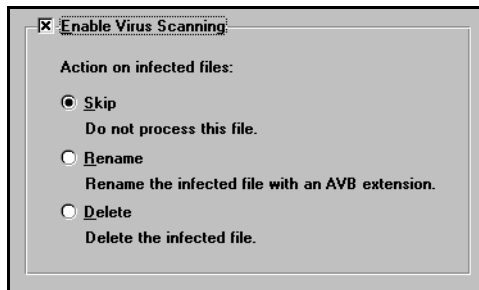 Enable Virus Scanning
Action on infected files:
Skip
Do not process this file.
Rename
Rename the infected file with an AVB extension.
Delete
Delete the infected file.